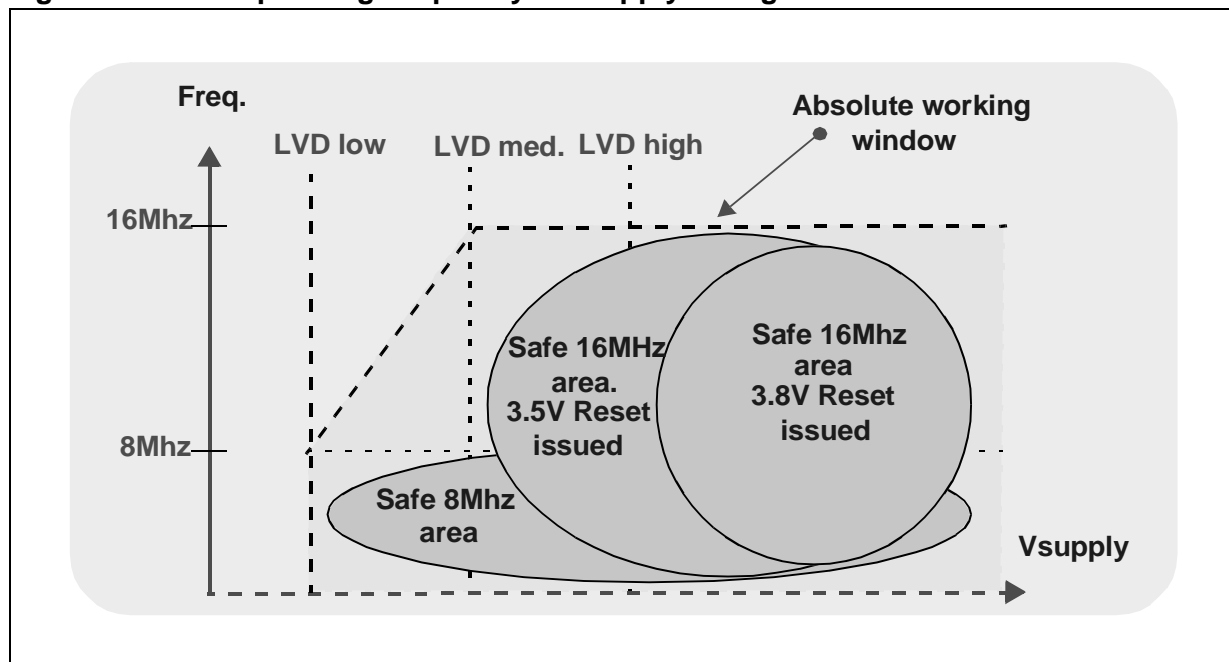 Freq.
Absolute working
window
LVD low
LVD med.
LVD high
16Mhz
Safe 16MHz
area.
3.5V Reset
issued
Safe 16Mhz
area
3.8V Reset
issued
8Mhz
Safe 8Mhz
area
Vsupply